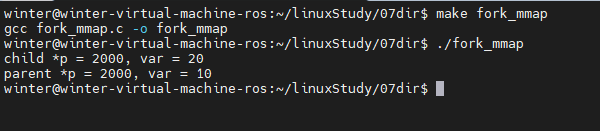 winter@winter-virtual-machine-ros:~/linuxStudy/07dir$ make fork_mmap
gcc fork_mmap.c -o fork_mmap
winter@winter-virtual-machine-ros:~/linuxStudy/07dir$ ./fork_mmap
child *p = 2000, var = 20
parent *p = 2000, var = 10
winter@winter-virtual-machine-ros:~/linuxStudy/07dir$